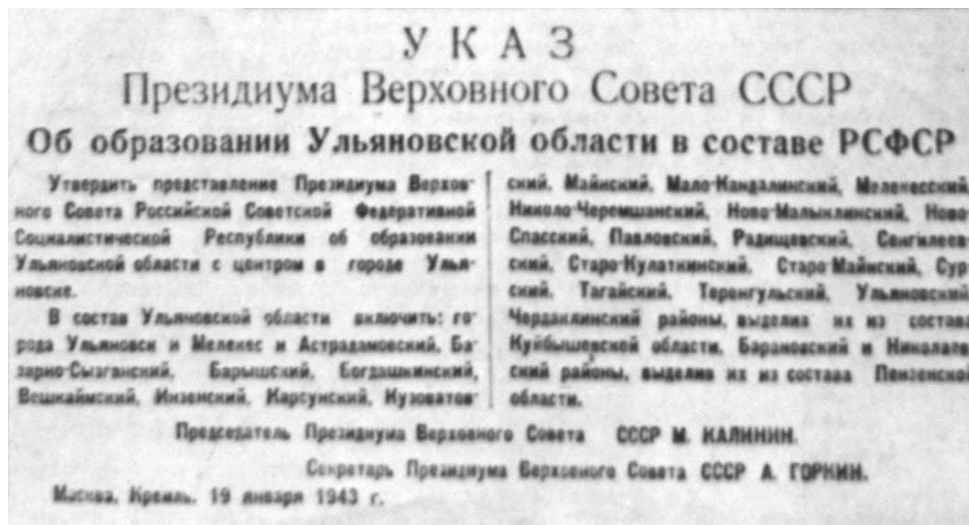 УКАЗ
Президиума Верховного Совета СССР
Об образовании Ульяновской области в составе РСФСР
Утвердить представление Президиума Верхов-
ного Совета Российской Советской Федеративной
Социалистической Республики об образовании
Ульяновской области с центром в городе Улья-
новске.
В состав Ульяновской области включить: го-
рода Ульяновск и Мелекес и Астрадамовский, Ба-
зарно-Сызганский, Барышский, Богдашкинский,
Вешкаймский, Инзенский, Карсунский, Кузоватов-
ский, Майнский, Мало-Кандалинский, Мелекесский,
Николо-Черемшанский, Ново-Малыклинский, Ново-
Спасский, Павловский, Радищевский, Сенгилеев-
ский, Старо-Кулаткинский, Старо-Майнский, Сур-
ский, Тагайский, Теренгульский, Ульяновский,
Чердаклинский районы, выделив их из состава
Куйбышевской области, Барановский и Николаев-
ский районы, выделив их из состава Пензенской
области.
Председатель Президиума Верховного Совета СССР М. КАЛИНИН.
Секретарь Президиума Верховного Совета СССР А. ГОРКИН.
Москва, Кремль. 19 января 1943 г.